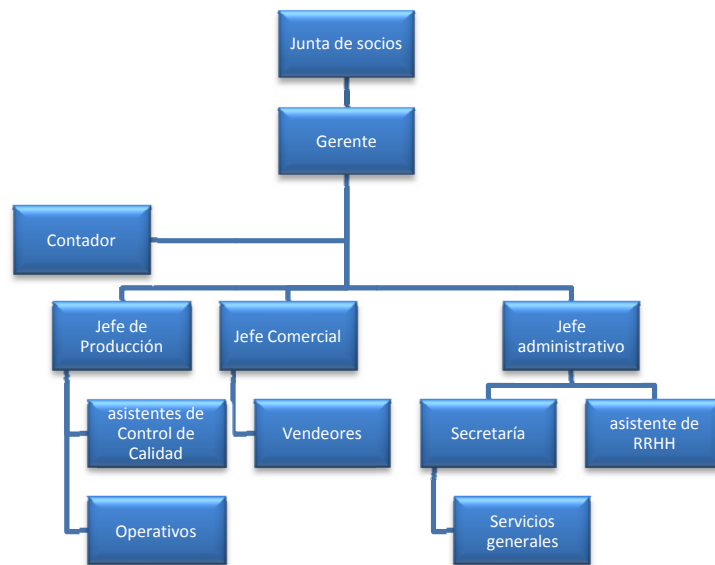 Junta de socios
Gerente
Contador
Jefe de
Producción
Jefe Comercial
Jefe
administrativo
asistentes de
Control de
Calidad
Vendeores
Secretaría
asistente de
RRHH
Operativos
Servicios
generales